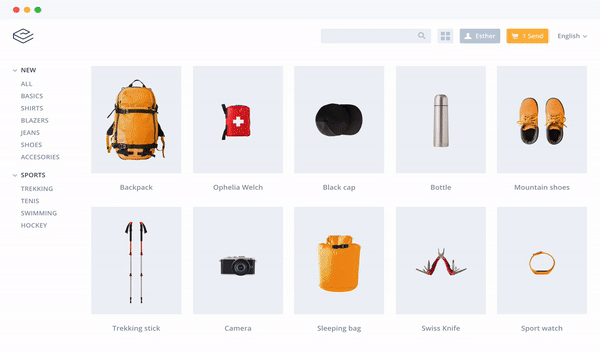 Esther
1 Send
English
NEW
ALL
BASICS
SHIRTS
BLAZERS
JEANS
SHOES
ACCESORIES
SPORTS
TREKKING
TENIS
SWIMMING
HOCKEY
Backpack
Ophelia Welch
Black cap
Bottle
Mountain shoes
Trekking stick
Camera
Sleeping bag
Swiss Knife
Sport watch